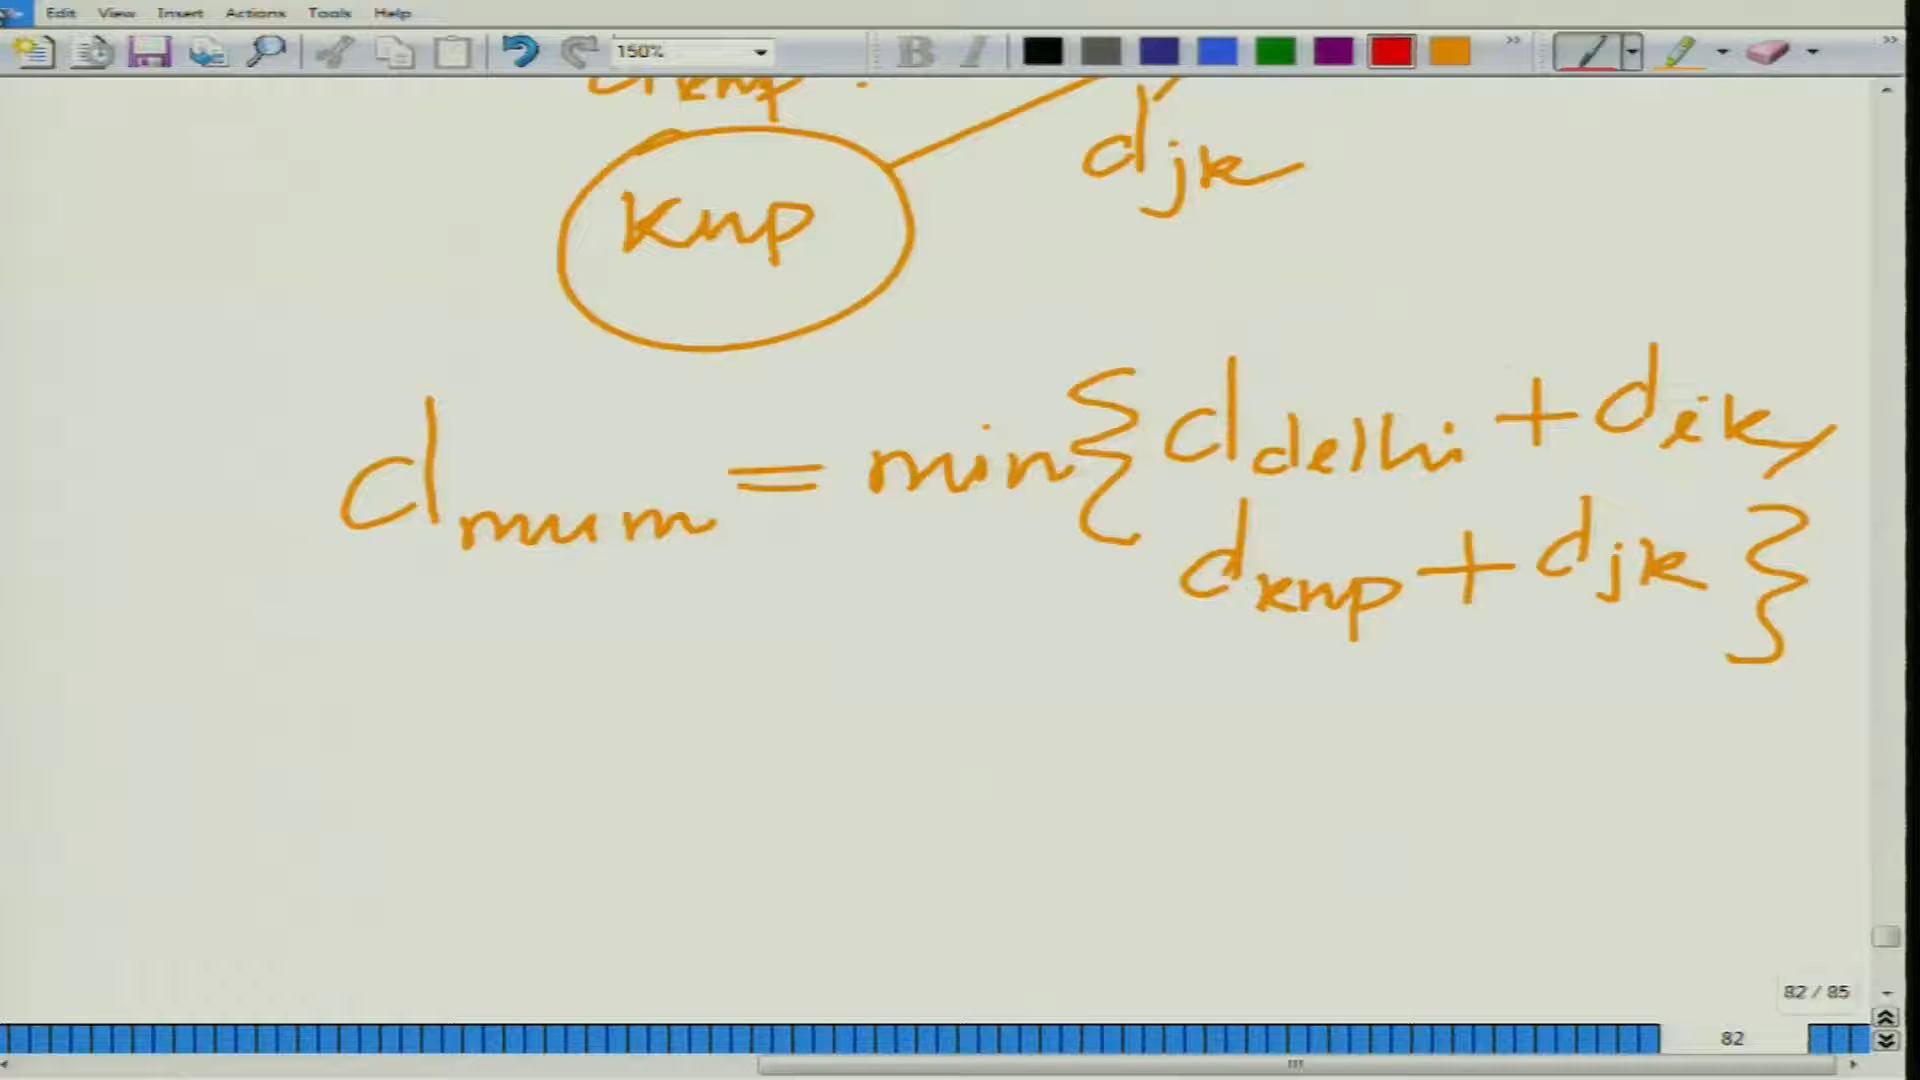 Edit View Insert Actions Tools Help
150% B I
djk
Knp
dmum = min{ddelhi + dik,
dknp + djk}
82 / 85
82